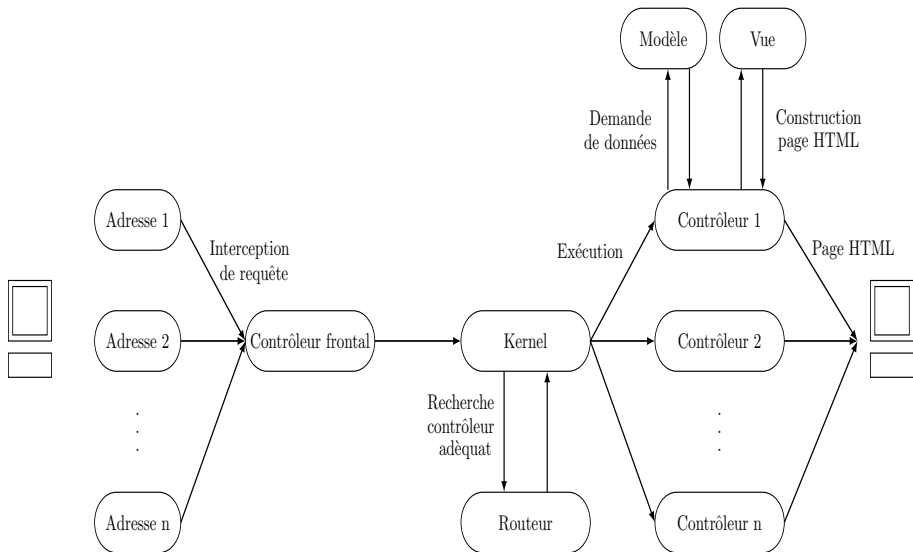 Modèle
Vue
Demande
de données
Construction
page HTML
Adresse 1
Interception
de requête
Contrôleur 1
Exécution
Page HTML
Adresse 2
Contrôleur frontal
Kernel
Contrôleur 2
Recherche
contrôleur
adèquat
Adresse n
Routeur
Contrôleur n